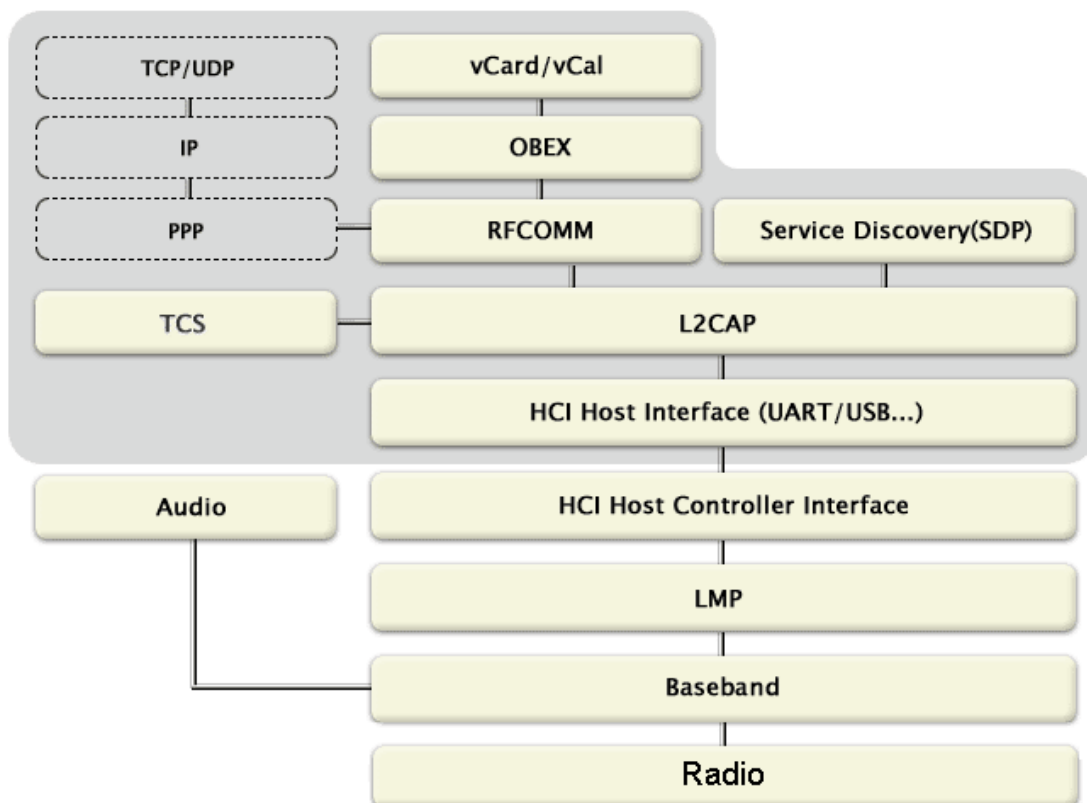 TCP/UDP
vCard/vCal
IP
OBEX
PPP
RFCOMM
Service Discovery(SDP)
TCS
L2CAP
HCI Host Interface (UART/USB...)
Audio
HCI Host Controller Interface
LMP
Baseband
Radio